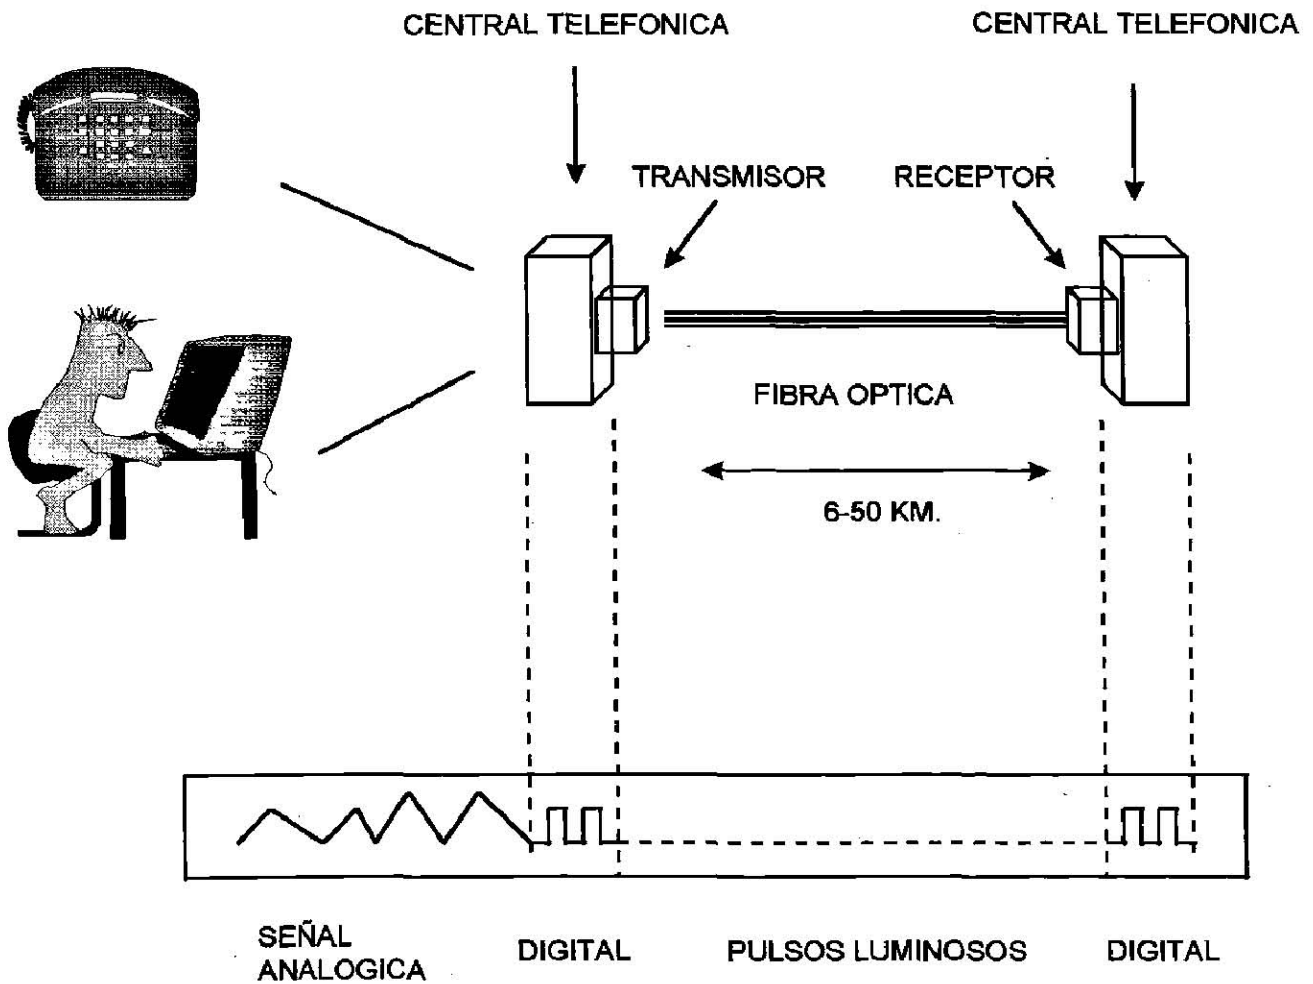 CENTRAL TELEFONICA
CENTRAL TELEFONICA
TRANSMISOR
RECEPTOR
FIBRA OPTICA
6-50 KM.
SEÑAL
ANALOGICA
DIGITAL
PULSOS LUMINOSOS
DIGITAL